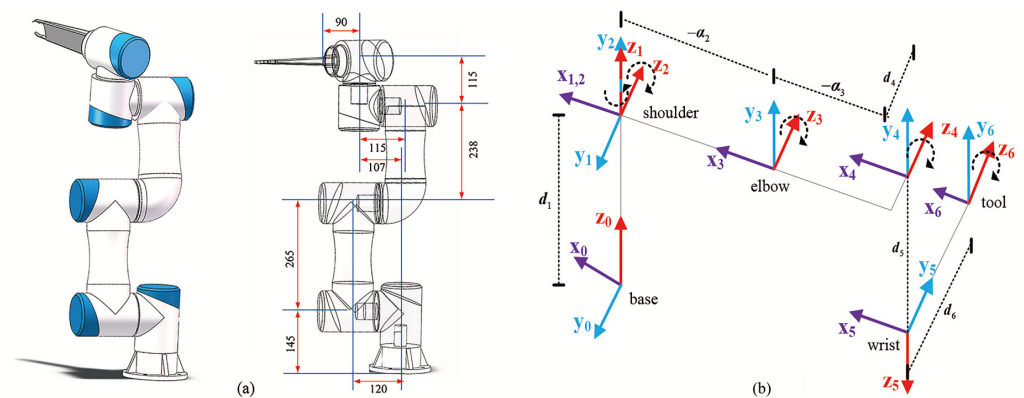 90
115
115
107
238
265
145
120
(a)
-α₂
-α₃
d₄
y₂
z₁
z₂
x₁,₂
shoulder
y₁
y₃
z₃
x₃
elbow
y₄
z₄
y₆
z₆
x₄
x₆
tool
d₁
z₀
x₀
base
y₀
d₅
y₅
d₆
x₅
wrist
z₅
(b)